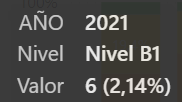 AÑO 2021
Nivel Nivel B1
Valor 6 (2,14%)